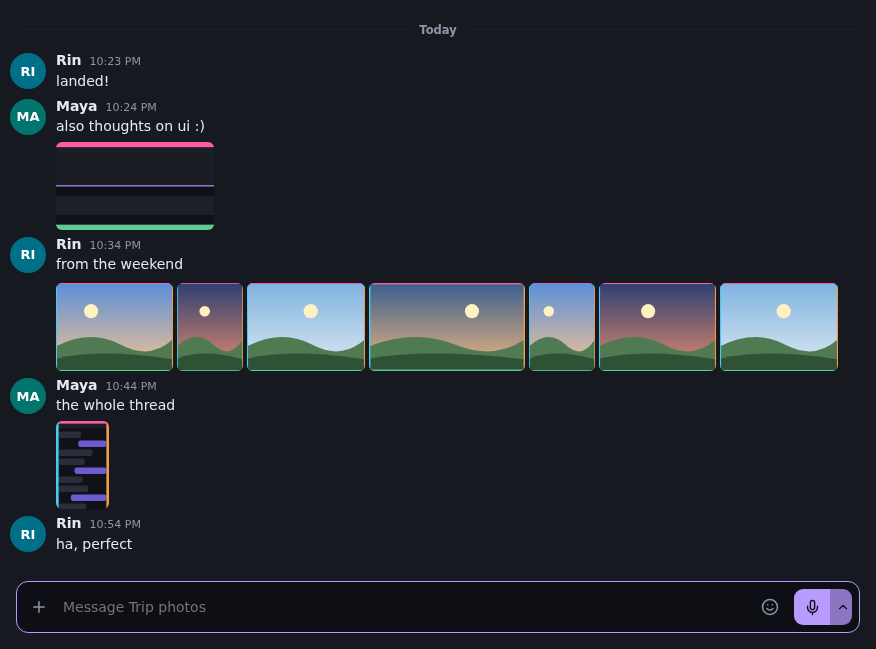 Today
RI
Rin 10:23 PM
landed!
MA
Maya 10:24 PM
also thoughts on ui :)
RI
Rin 10:34 PM
from the weekend
MA
Maya 10:44 PM
the whole thread
RI
Rin 10:54 PM
ha, perfect
Message Trip photos